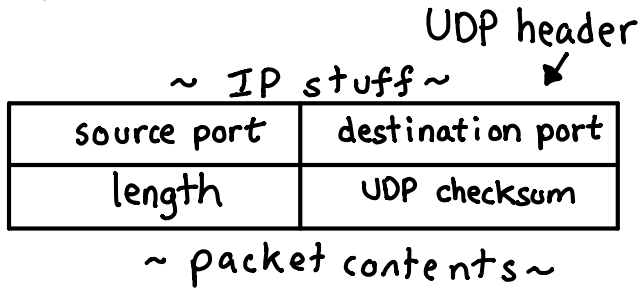 UDP header
~ IP stuff ~
source port
destination port
length
UDP checksum
~ packet contents ~